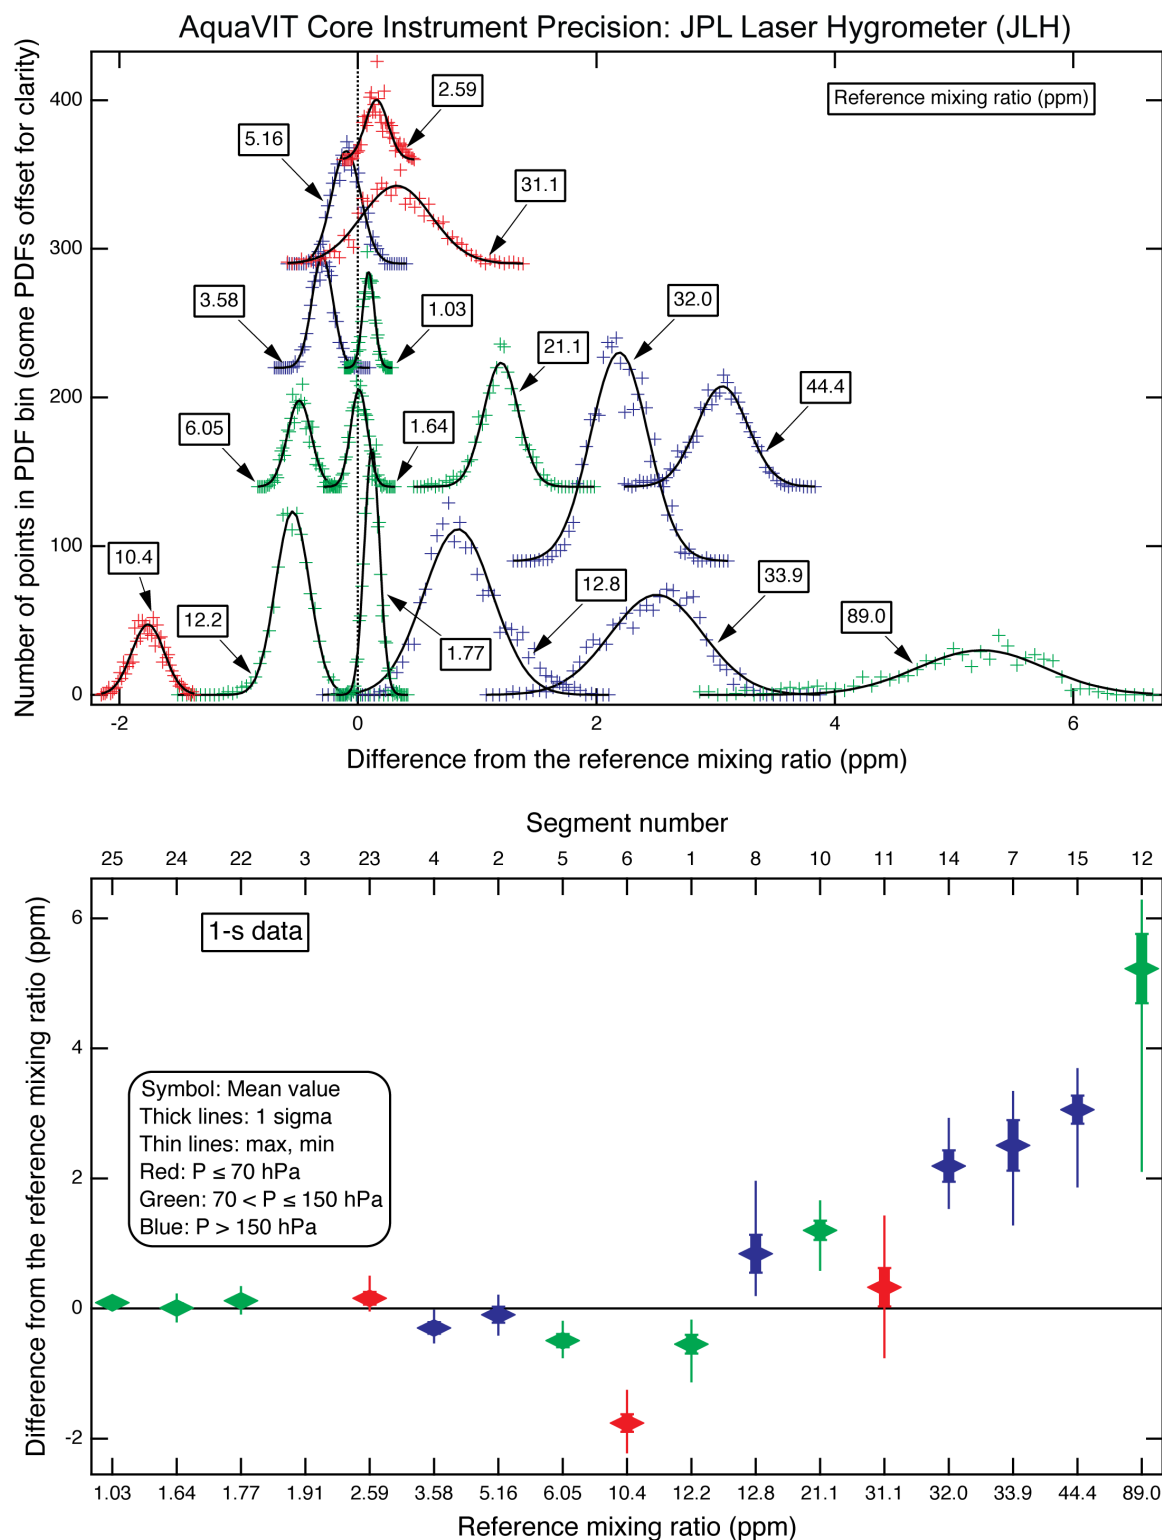 AquaVIT Core Instrument Precision: JPL Laser Hygrometer (JLH)
Number of points in PDF bin (some PDFs offset for clarity)
400
300
200
100
0
Reference mixing ratio (ppm)
2.59
5.16
31.1
3.58
1.03
32.0
21.1
44.4
6.05
1.64
10.4
12.2
1.77
12.8
33.9
89.0
-2 0 2 4 6
Difference from the reference mixing ratio (ppm)
Segment number
25 24 22 3 23 4 2 5 6 1 8 10 11 14 7 15 12
Difference from the reference mixing ratio (ppm)
6
4
2
0
-2
1-s data
Symbol: Mean value
Thick lines: 1 sigma
Thin lines: max, min
Red: P ≤ 70 hPa
Green: 70 < P ≤ 150 hPa
Blue: P > 150 hPa
1.03 1.64 1.77 1.91 2.59 3.58 5.16 6.05 10.4 12.2 12.8 21.1 31.1 32.0 33.9 44.4 89.0
Reference mixing ratio (ppm)